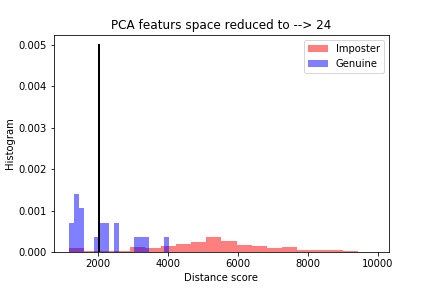 PCA featurs space reduced to --> 24
Imposter
Genuine
0.005
0.004
0.003
0.002
0.001
0.000
Histogram
2000 4000 6000 8000 10000
Distance score